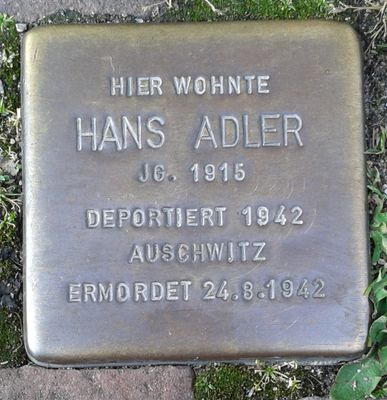 HIER WOHNTE
HANS ADLER
JG. 1915
DEPORTIERT 1942
AUSCHWITZ
ERMORDET 24.8.1942